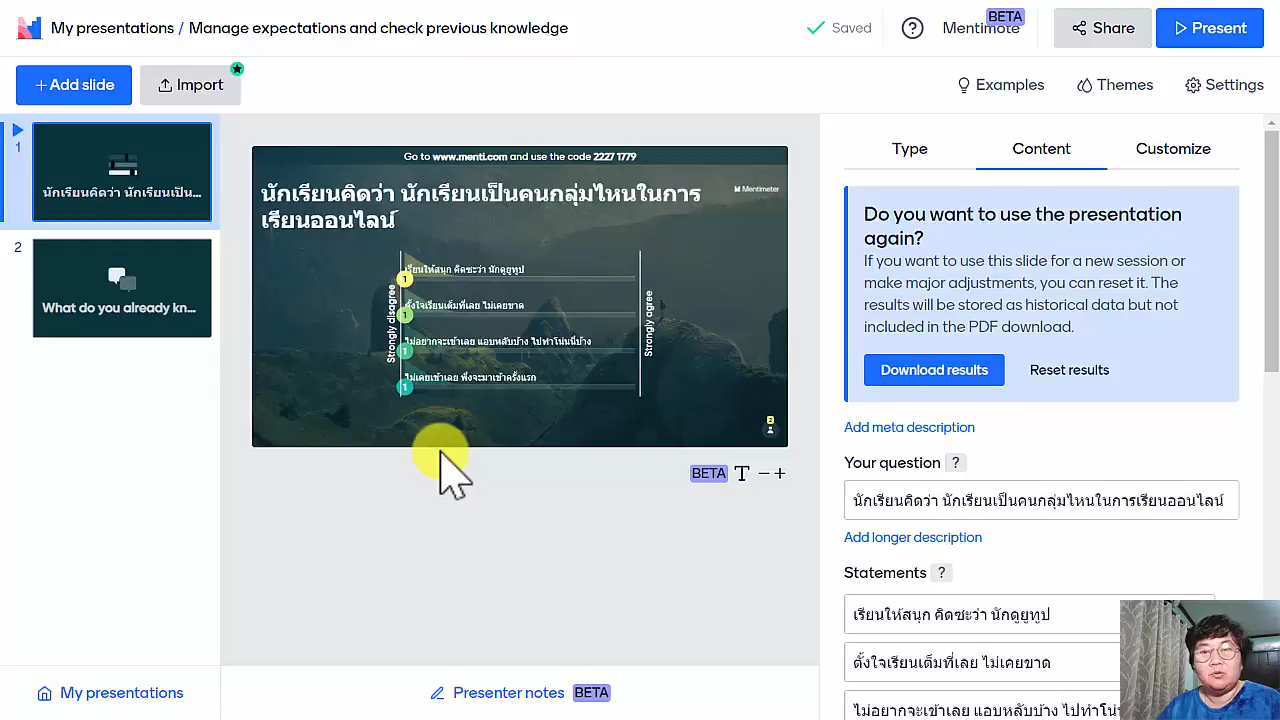 My presentations / Manage expectations and check previous knowledge
Saved
Mentimote
BETA
Share
Present
+ Add slide
Import
Examples
Themes
Settings
1
นักเรียนคิดว่า นักเรียนเป็น...
2
What do you already kn...
Go to www.menti.com and use the code 2227 1779
นักเรียนคิดว่า นักเรียนเป็นคนกลุ่มไหนในการ
เรียนออนไลน์
Mentimeter
Strongly disagree
เรียนให้สนุก คิดซะว่า นักดูยูทูป
1
ตั้งใจเรียนเต็มที่เลย ไม่เคยขาด
1
ไม่อยากจะเข้าเลย แอบหลับบ้าง ไปทำโน่นนี่บ้าง
1
ไม่เคยเข้าเลย พึ่งจะมาเข้าครั้งแรก
1
Strongly agree
2
BETA T − +
My presentations
Presenter notes BETA
Type
Content
Customize
Do you want to use the presentation
again?
If you want to use this slide for a new session or
make major adjustments, you can reset it. The
results will be stored as historical data but not
included in the PDF download.
Download results
Reset results
Add meta description
Your question ?
นักเรียนคิดว่า นักเรียนเป็นคนกลุ่มไหนในการเรียนออนไลน์
Add longer description
Statements ?
เรียนให้สนุก คิดซะว่า นักดูยูทูป
ตั้งใจเรียนเต็มที่เลย ไม่เคยขาด
ไม่อยากจะเข้าเลย แอบหลับบ้าง ไปทำโน่น